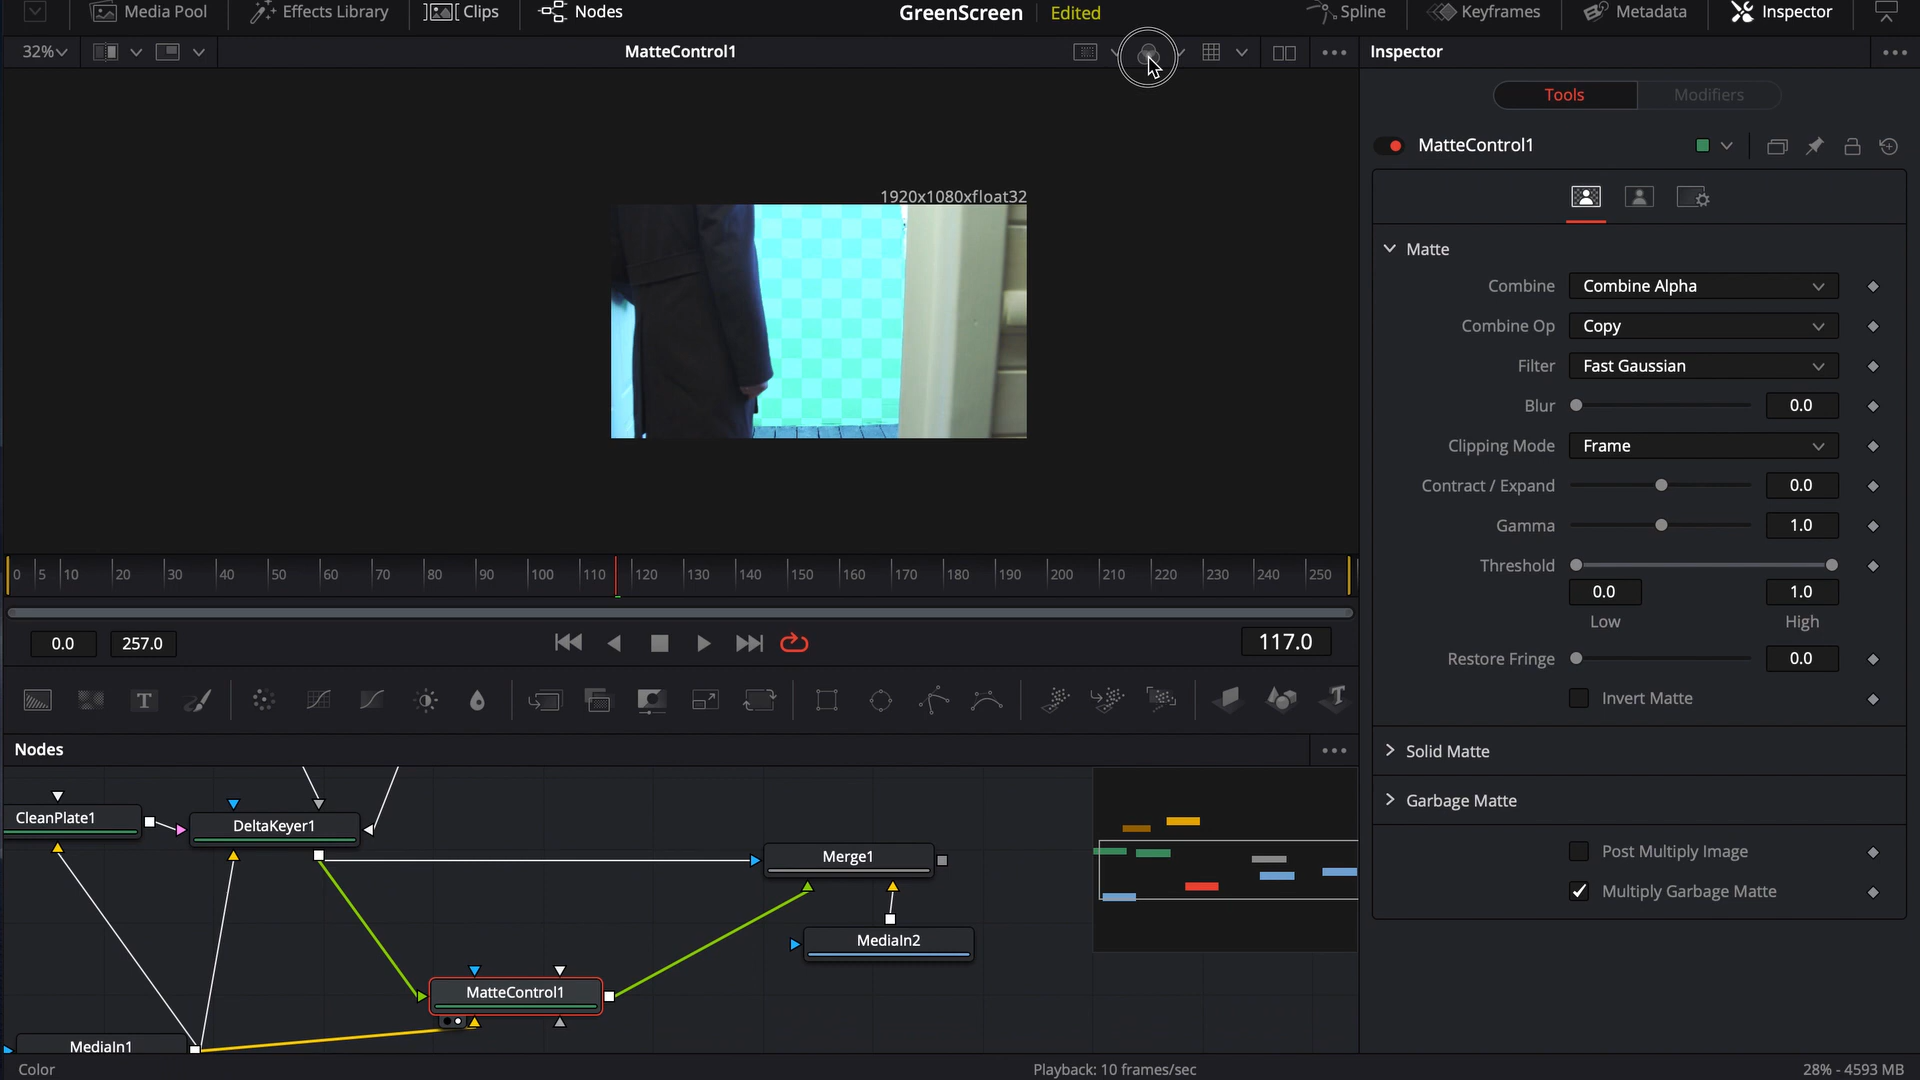 Media Pool
Effects Library
Clips
Nodes
GreenScreen
Edited
Spline
Keyframes
Metadata
Inspector
32%
MatteControl1
Inspector
Tools
Modifiers
MatteControl1
1920x1080xfloat32
Matte
Combine
Combine Alpha
Combine Op
Copy
Filter
Fast Gaussian
Blur
0.0
Clipping Mode
Frame
Contract / Expand
0.0
Gamma
1.0
Threshold
0.0
1.0
Low
High
Restore Fringe
0.0
Invert Matte
Solid Matte
Garbage Matte
Post Multiply Image
Multiply Garbage Matte
0 5 10 20 30 40 50 60 70 80 90 100 110 120 130 140 150 160 170 180 190 200 210 220 230 240 250
0.0
257.0
117.0
T
T
Nodes
CleanPlate1
DeltaKeyer1
Merge1
MediaIn2
MatteControl1
MediaIn1
Color
Playback: 10 frames/sec
28% - 4593 MB